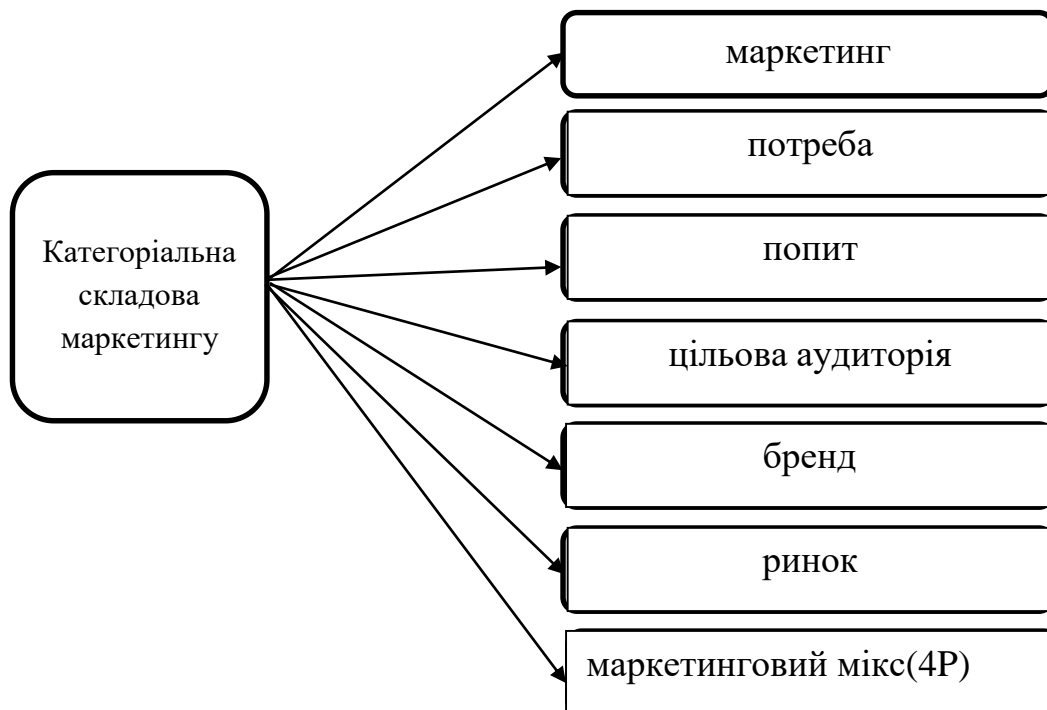 маркетинг
потреба
Категоріальна
складова
маркетингу
попит
цільова аудиторія
бренд
ринок
маркетинговий мікс(4P)